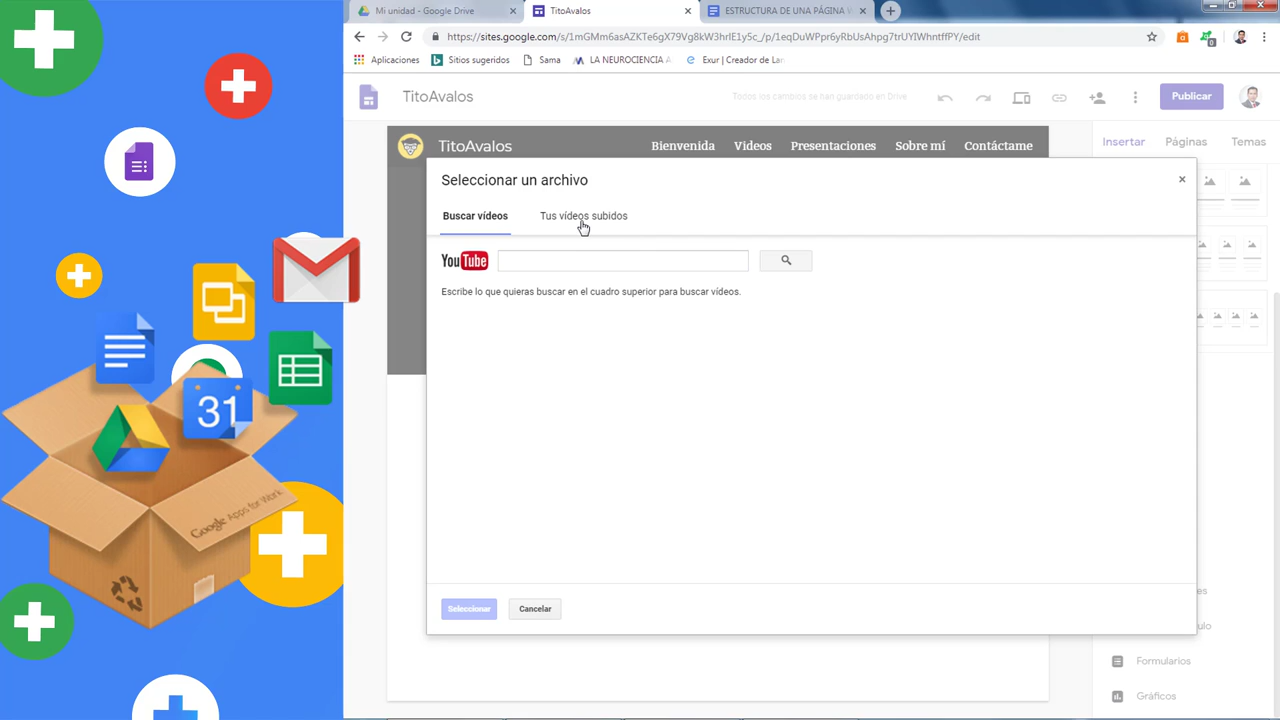 Mi unidad - Google Drive
TitoAvalos
ESTRUCTURA DE UNA PÁGINA
https://sites.google.com/s/1mGMm6asAZKTe6gX79Vg8kW3hrlE1y5c_/p/1eqDuWPpr6yRbUsAhpg7trUYIWhntffPY/edit
Aplicaciones
Sitios sugeridos
Sama
LA NEUROCIENCIA
Exur | Creador de
TitoAvalos
Todos los cambios se han guardado en Drive
Publicar
TitoAvalos
Bienvenida
Videos
Presentaciones
Sobre mí
Contáctame
Insertar
Páginas
Temas
Seleccionar un archivo
×
Buscar vídeos
Tus vídeos subidos
YouTube
Escribe lo que quieras buscar en el cuadro superior para buscar vídeos.
Seleccionar
Cancelar
Formularios
Gráficos
31
Google Apps for Work